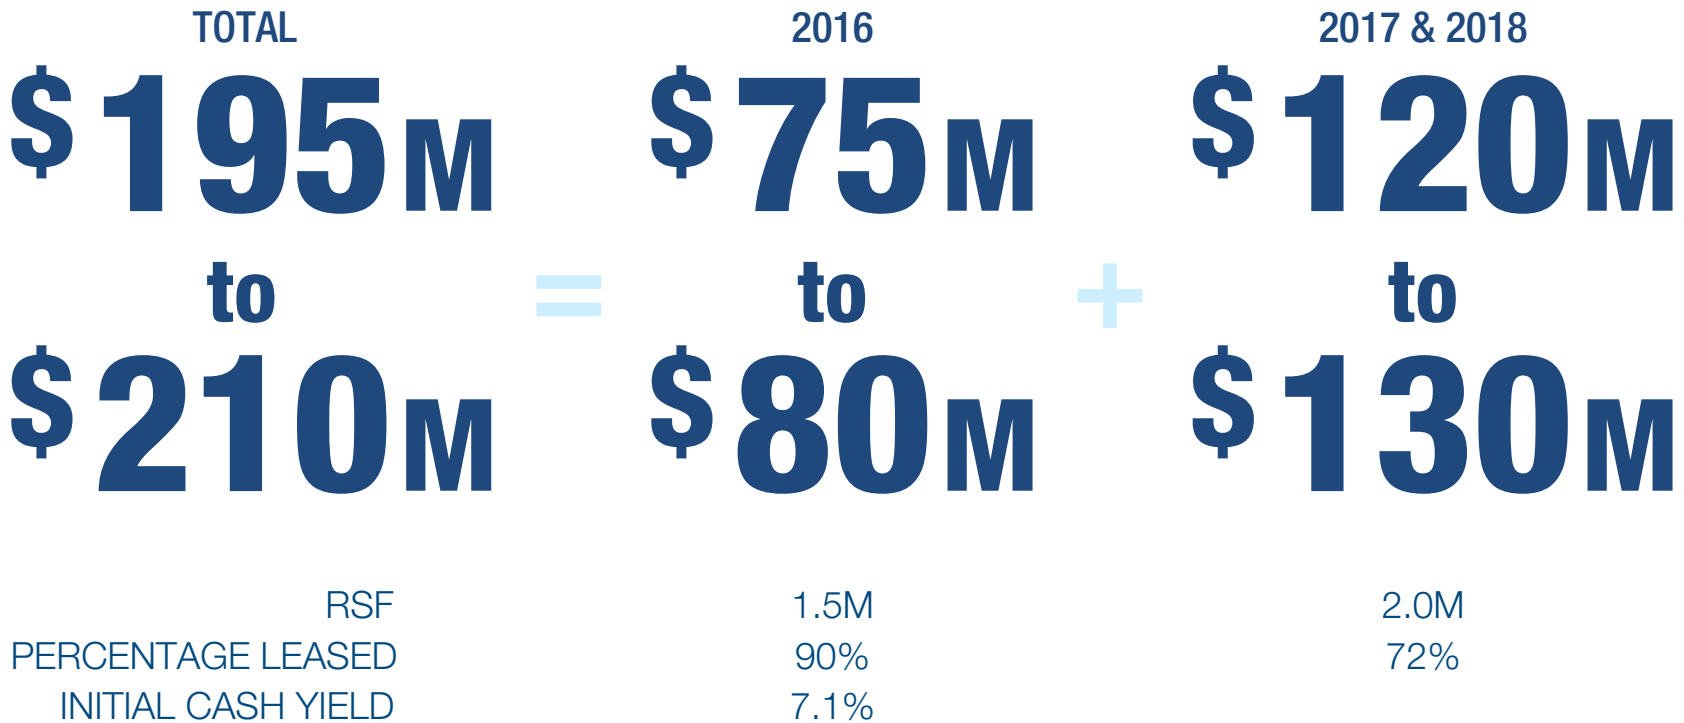 TOTAL 2016 2017 & 2018
$195M $75M $120M
to = to + to
$210M $80M $130M
RSF 1.5M 2.0M
PERCENTAGE LEASED 90% 72%
INITIAL CASH YIELD 7.1%